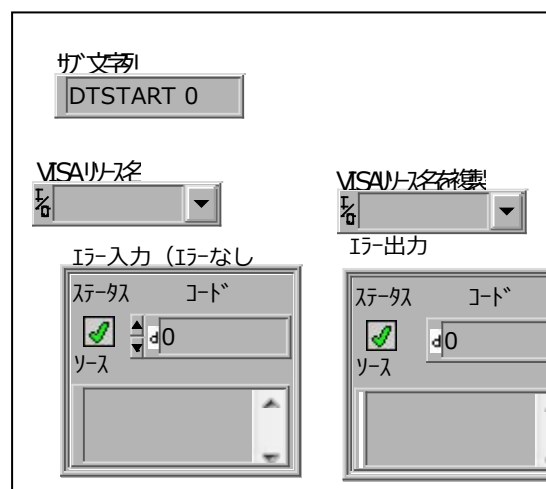 ｻﾌﾞ文字列
DTSTART 0
VISAﾘｿｰｽ名
I/O
VISAﾘｿｰｽ名を複製
I/O
ｴﾗｰ入力（ｴﾗｰなし
ｽﾃｰﾀｽ ｺｰﾄﾞ
d 0
ｿｰｽ
ｴﾗｰ出力
ｽﾃｰﾀｽ ｺｰﾄﾞ
d 0
ｿｰｽ